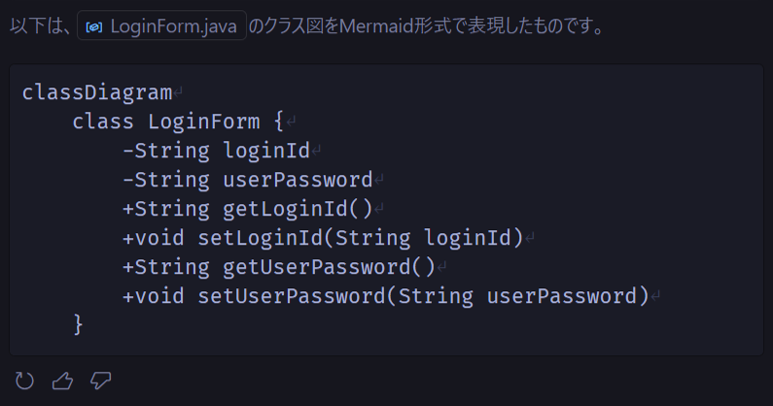 以下は、 LoginForm.java のクラス図をMermaid形式で表現したものです。
classDiagram
class LoginForm {
-String loginId
-String userPassword
+String getLoginId()
+void setLoginId(String loginId)
+String getUserPassword()
+void setUserPassword(String userPassword)
}